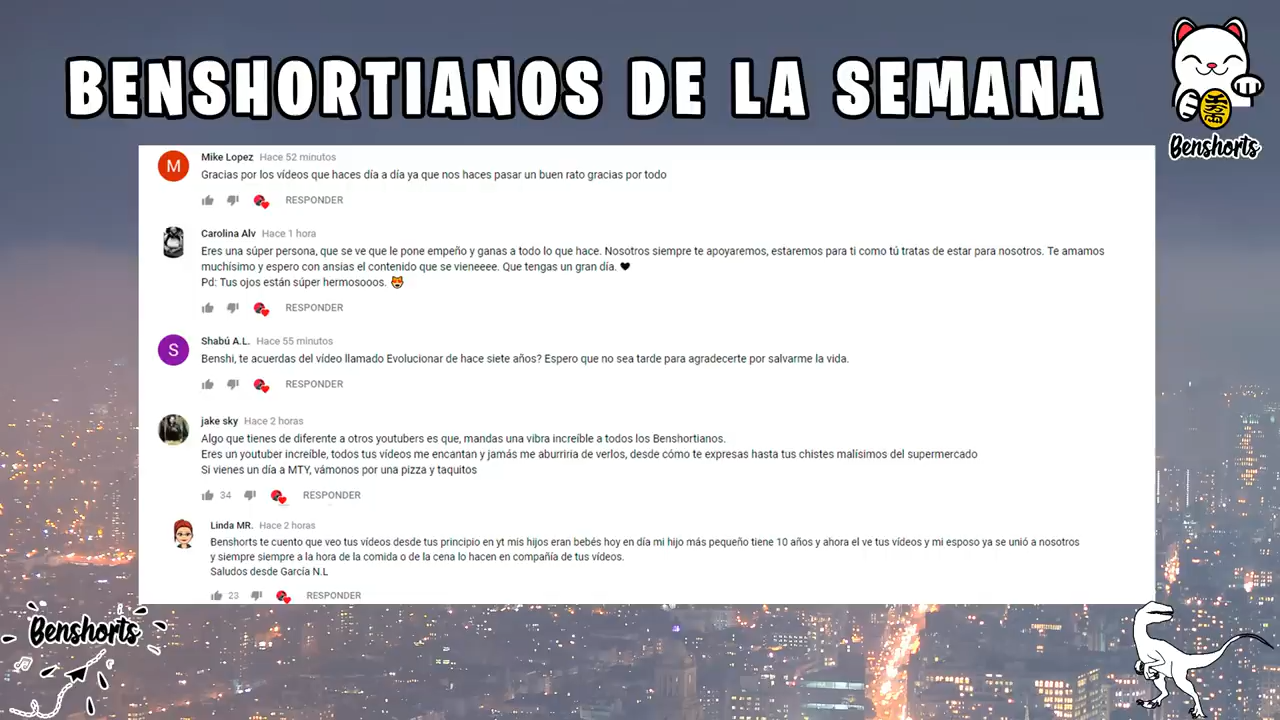 BENSHORTIANOS DE LA SEMANA
Benshorts
M
Mike Lopez Hace 52 minutos
Gracias por los vídeos que haces día a día ya que nos haces pasar un buen rato gracias por todo
RESPONDER
Carolina Alv Hace 1 hora
Eres una súper persona, que se ve que le pone empeño y ganas a todo lo que hace. Nosotros siempre te apoyaremos, estaremos para ti como tú tratas de estar para nosotros. Te amamos
muchísimo y espero con ansias el contenido que se vieneeee. Que tengas un gran día. 🖤
Pd: Tus ojos están súper hermosooos. 😻
RESPONDER
S
Shabú A.L. Hace 55 minutos
Benshi, te acuerdas del vídeo llamado Evolucionar de hace siete años? Espero que no sea tarde para agradecerte por salvarme la vida.
RESPONDER
jake sky Hace 2 horas
Algo que tienes de diferente a otros youtubers es que, mandas una vibra increíble a todos los Benshortianos.
Eres un youtuber increíble, todos tus vídeos me encantan y jamás me aburriria de verlos, desde cómo te expresas hasta tus chistes malísimos del supermercado
Si vienes un día a MTY, vámonos por una pizza y taquitos
34 RESPONDER
Linda MR. Hace 2 horas
Benshorts te cuento que veo tus vídeos desde tus principio en yt mis hijos eran bebés hoy en día mi hijo más pequeño tiene 10 años y ahora el ve tus vídeos y mi esposo ya se unió a nosotros
y siempre siempre a la hora de la comida o de la cena lo hacen en compañía de tus vídeos.
Saludos desde García N.L
23 RESPONDER
Benshorts